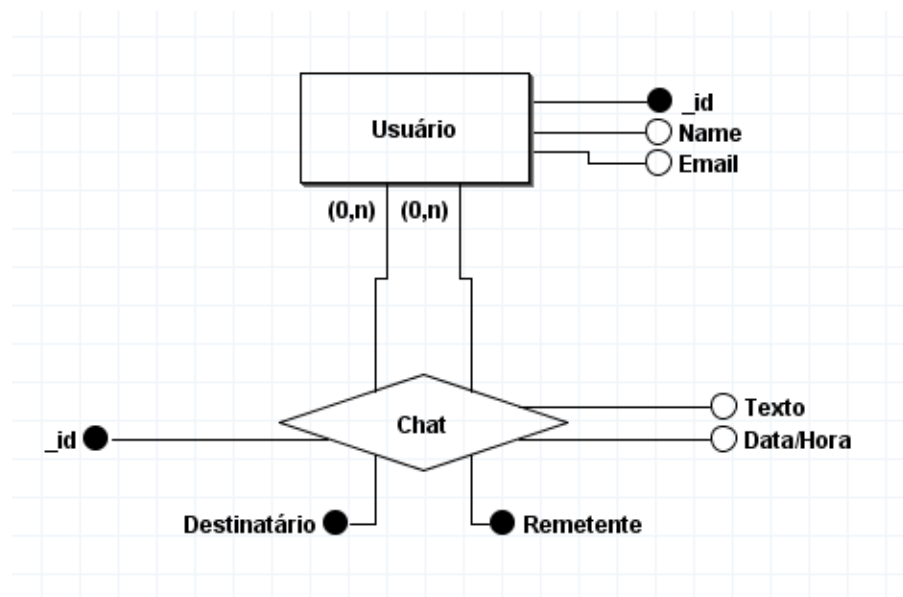 Usuário
_id
Name
Email
(0,n) (0,n)
Chat
Texto
_id
Data/Hora
Destinatário
Remetente